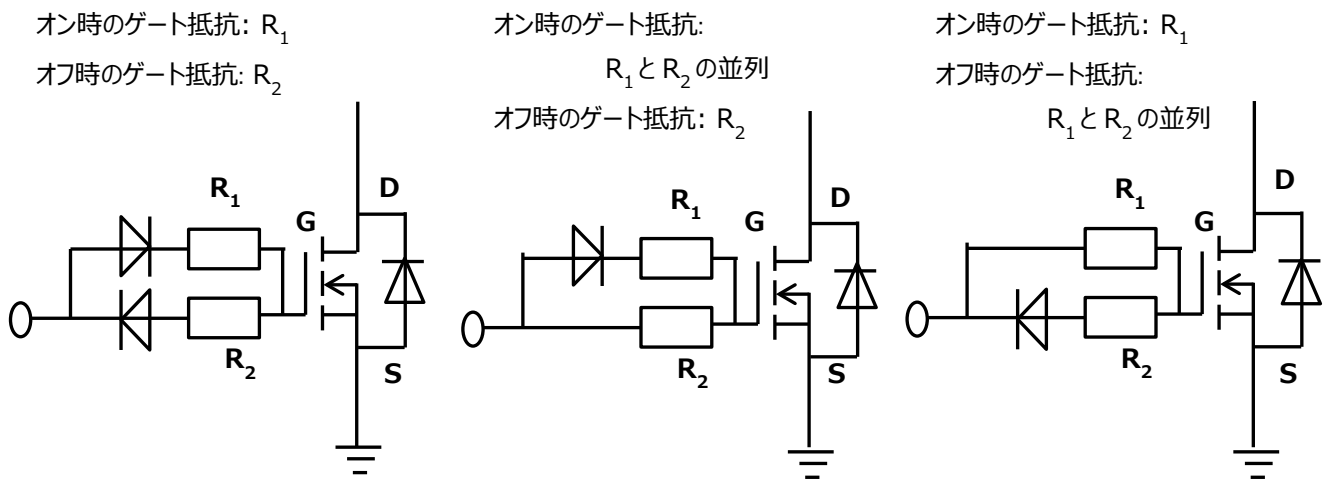 オン時のゲート抵抗: R₁
オフ時のゲート抵抗: R₂
R₁
G
D
R₂
S
オン時のゲート抵抗:
R₁とR₂の並列
オフ時のゲート抵抗: R₂
R₁
G
D
R₂
S
オン時のゲート抵抗: R₁
オフ時のゲート抵抗:
R₁とR₂の並列
R₁
G
D
R₂
S